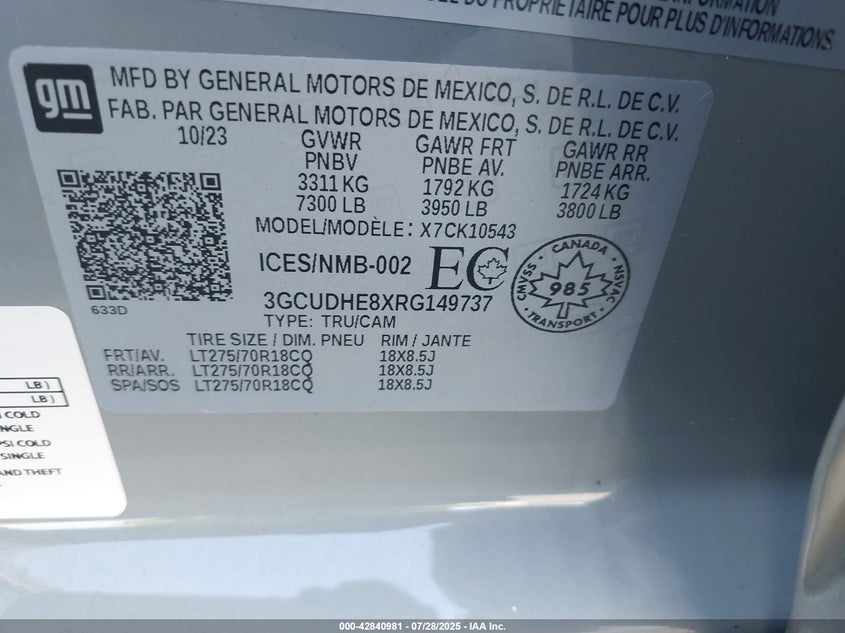 INFORMATION
DU PROPRIÉTAIRE POUR PLUS D'INFORMATIONS.
gm
MFD BY GENERAL MOTORS DE MEXICO, S. DE R.L. DE C.V.
FAB. PAR GENERAL MOTORS DE MEXICO, S. DE R.L. DE C.V.
10/23 GVWR GAWR FRT GAWR RR
PNBV PNBE AV. PNBE ARR.
3311 KG 1792 KG 1724 KG
7300 LB 3950 LB 3800 LB
MODEL/MODÈLE: X7CK10543
ICES/NMB-002 EC
CANADA
CMVSS 985 NSVAC
TRANSPORT
633D
3GCUDHE8XRG149737
TYPE: TRU/CAM
TIRE SIZE / DIM. PNEU RIM / JANTE
FRT/AV. LT275/70R18CQ 18X8.5J
RR/ARR. LT275/70R18CQ 18X8.5J
SPA/SOS LT275/70R18CQ 18X8.5J
LB )
LB )
COLD
SI COLD
SINGLE
AND THEFT
000-42840981 - 07/28/2025 - IAA Inc.